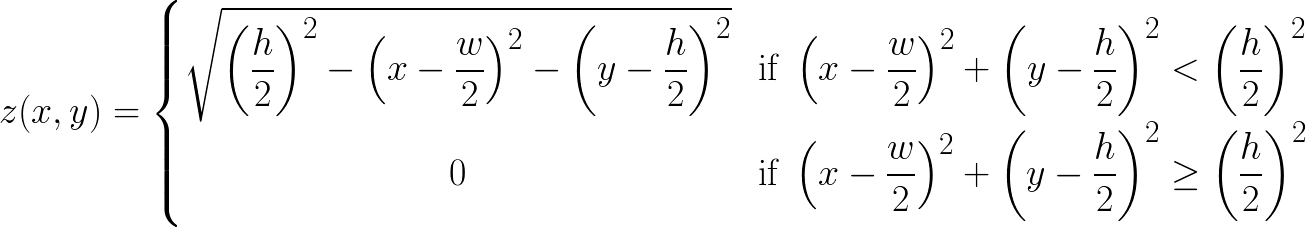 z(x, y) = { √((h/2)² − (x − w/2)² − (y − h/2)²) if (x − w/2)² + (y − h/2)² < (h/2)²
0 if (x − w/2)² + (y − h/2)² ≥ (h/2)²